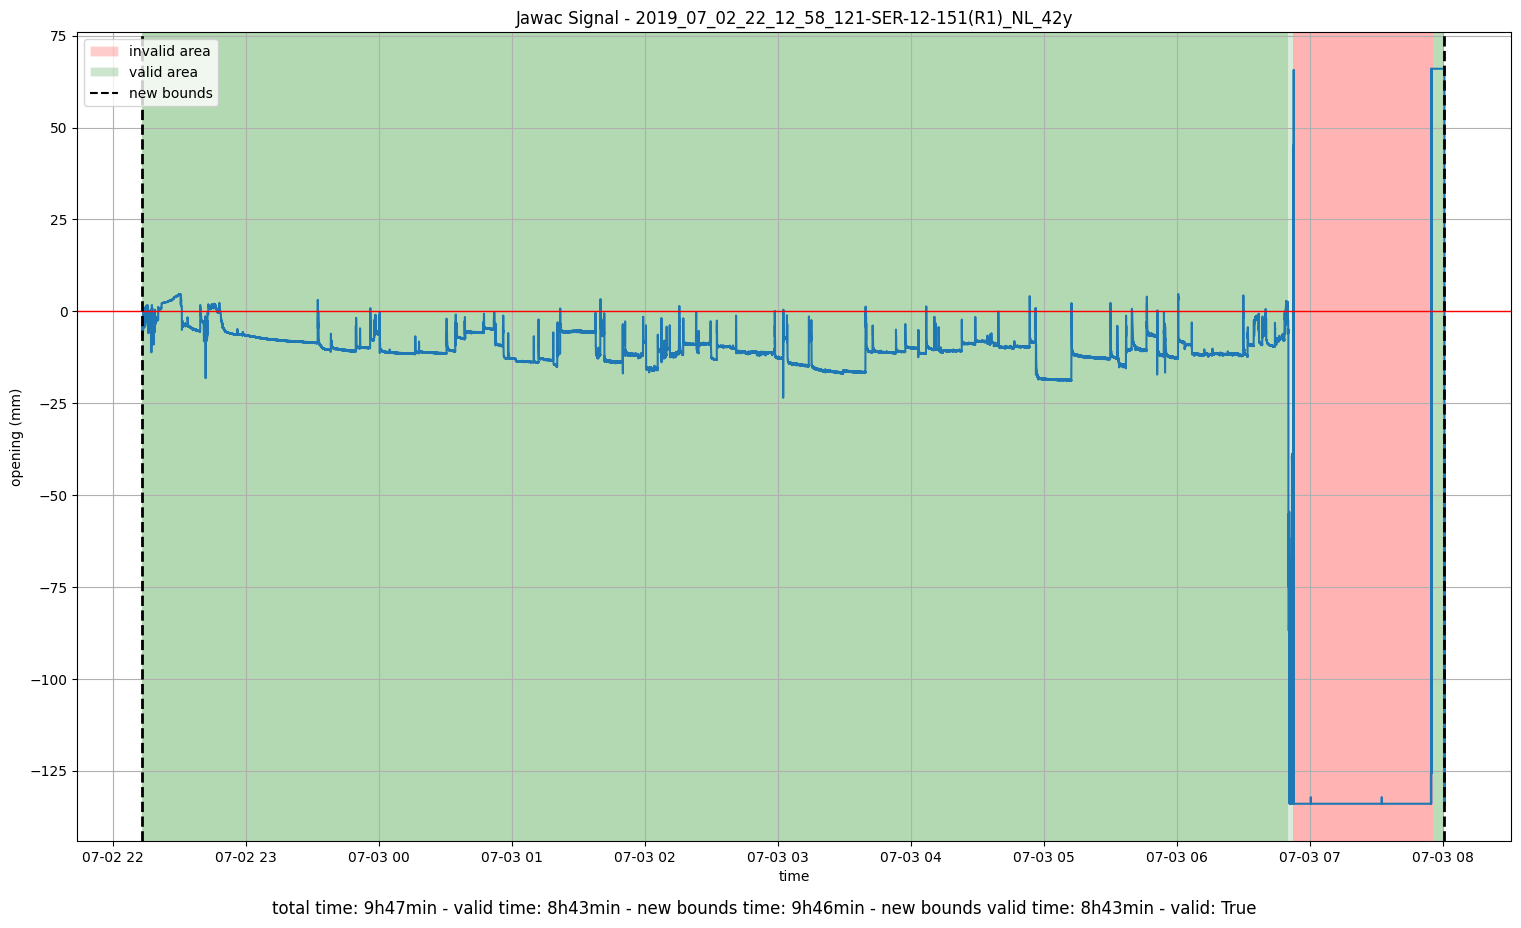 Jawac Signal - 2019_07_02_22_12_58_121-SER-12-151(R1)_NL_42y
invalid area
valid area
new bounds
75
50
25
0
−25
−50
−75
−100
−125
opening (mm)
07-02 22
07-02 23
07-03 00
07-03 01
07-03 02
07-03 03
07-03 04
07-03 05
07-03 06
07-03 07
07-03 08
time
total time: 9h47min - valid time: 8h43min - new bounds time: 9h46min - new bounds valid time: 8h43min - valid: True